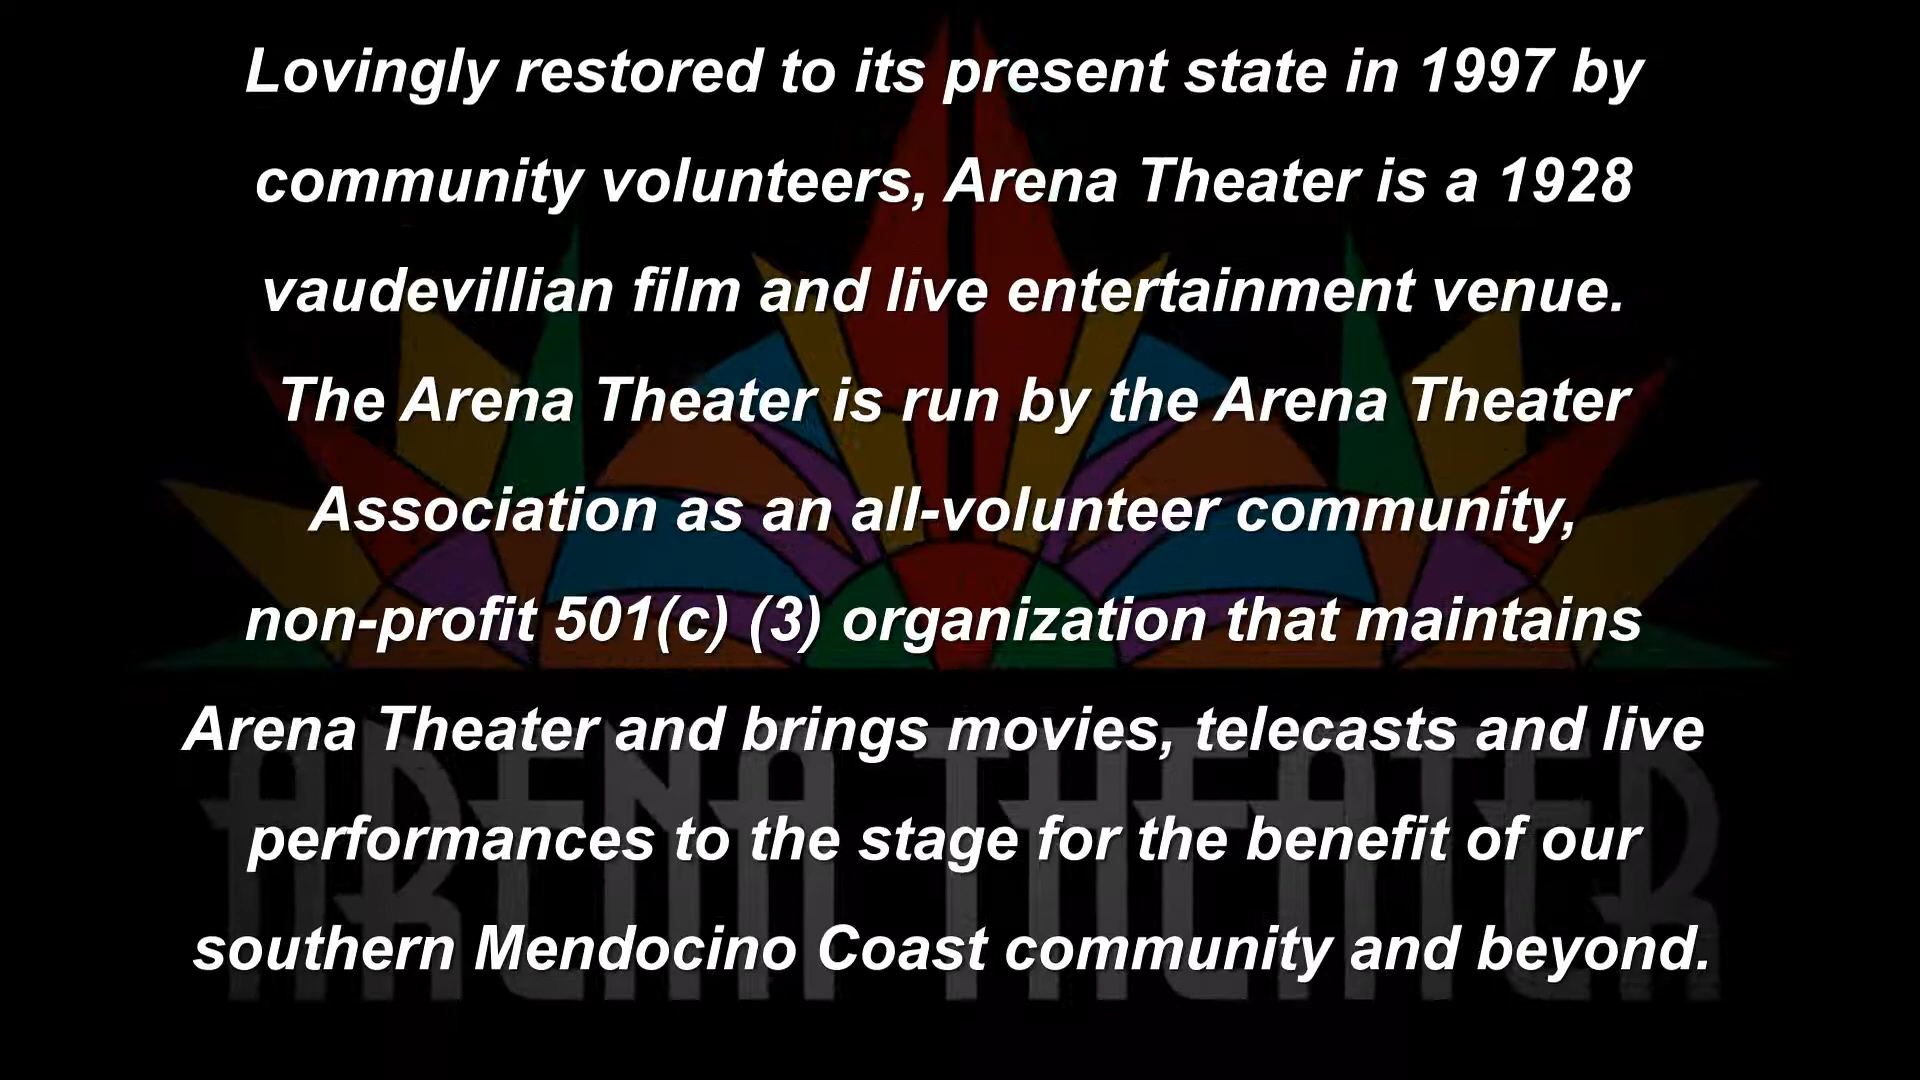 Lovingly restored to its present state in 1997 by
community volunteers, Arena Theater is a 1928
vaudevillian film and live entertainment venue.
The Arena Theater is run by the Arena Theater
Association as an all-volunteer community,
non-profit 501(c) (3) organization that maintains
Arena Theater and brings movies, telecasts and live
performances to the stage for the benefit of our
southern Mendocino Coast community and beyond.
ARENA THEATER